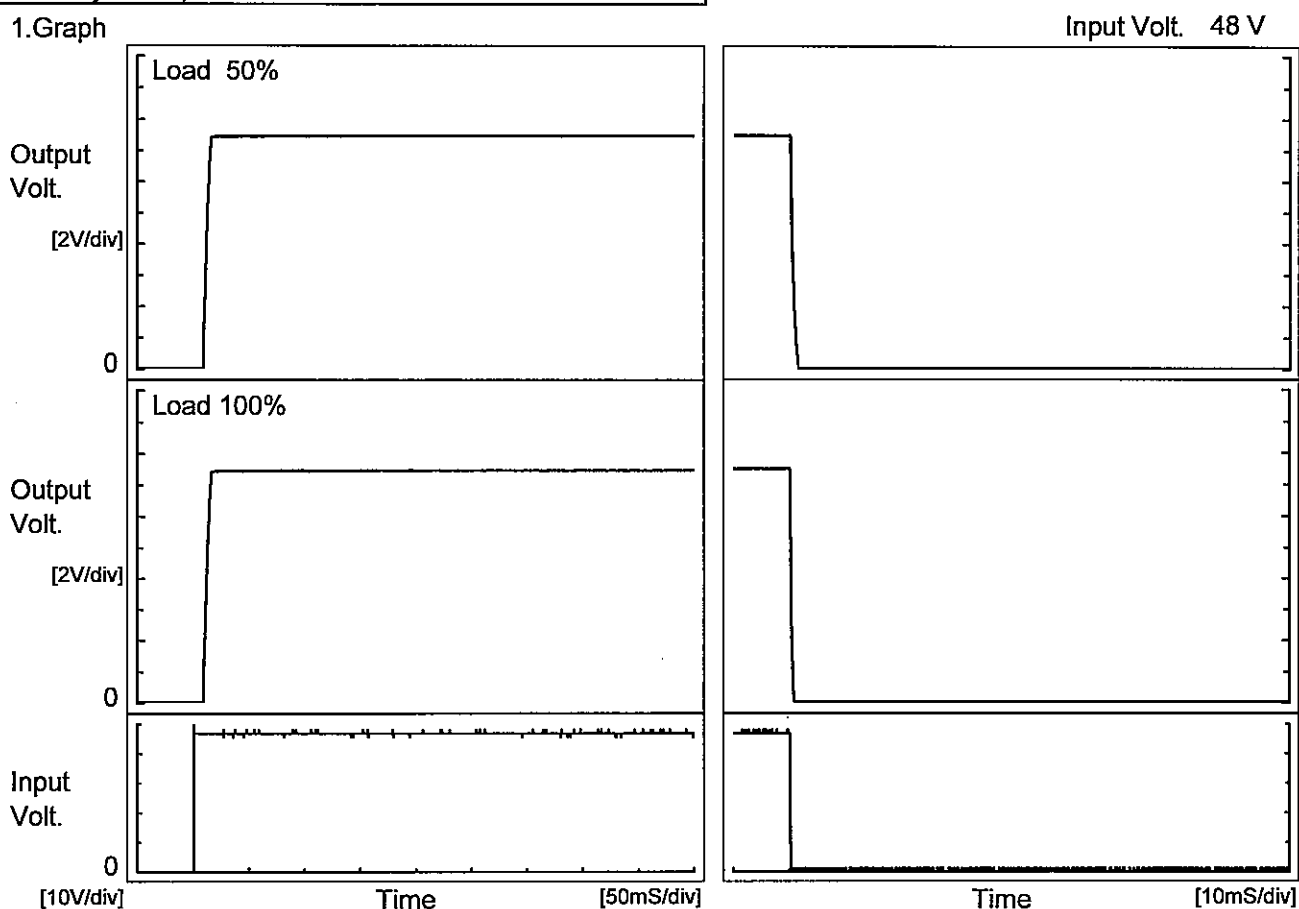 1.Graph
Input Volt. 48 V
Load 50%
Output
Volt.
[2V/div]
0
Load 100%
Output
Volt.
[2V/div]
0
Input
Volt.
0
[10V/div]
Time
[50mS/div]
Time
[10mS/div]